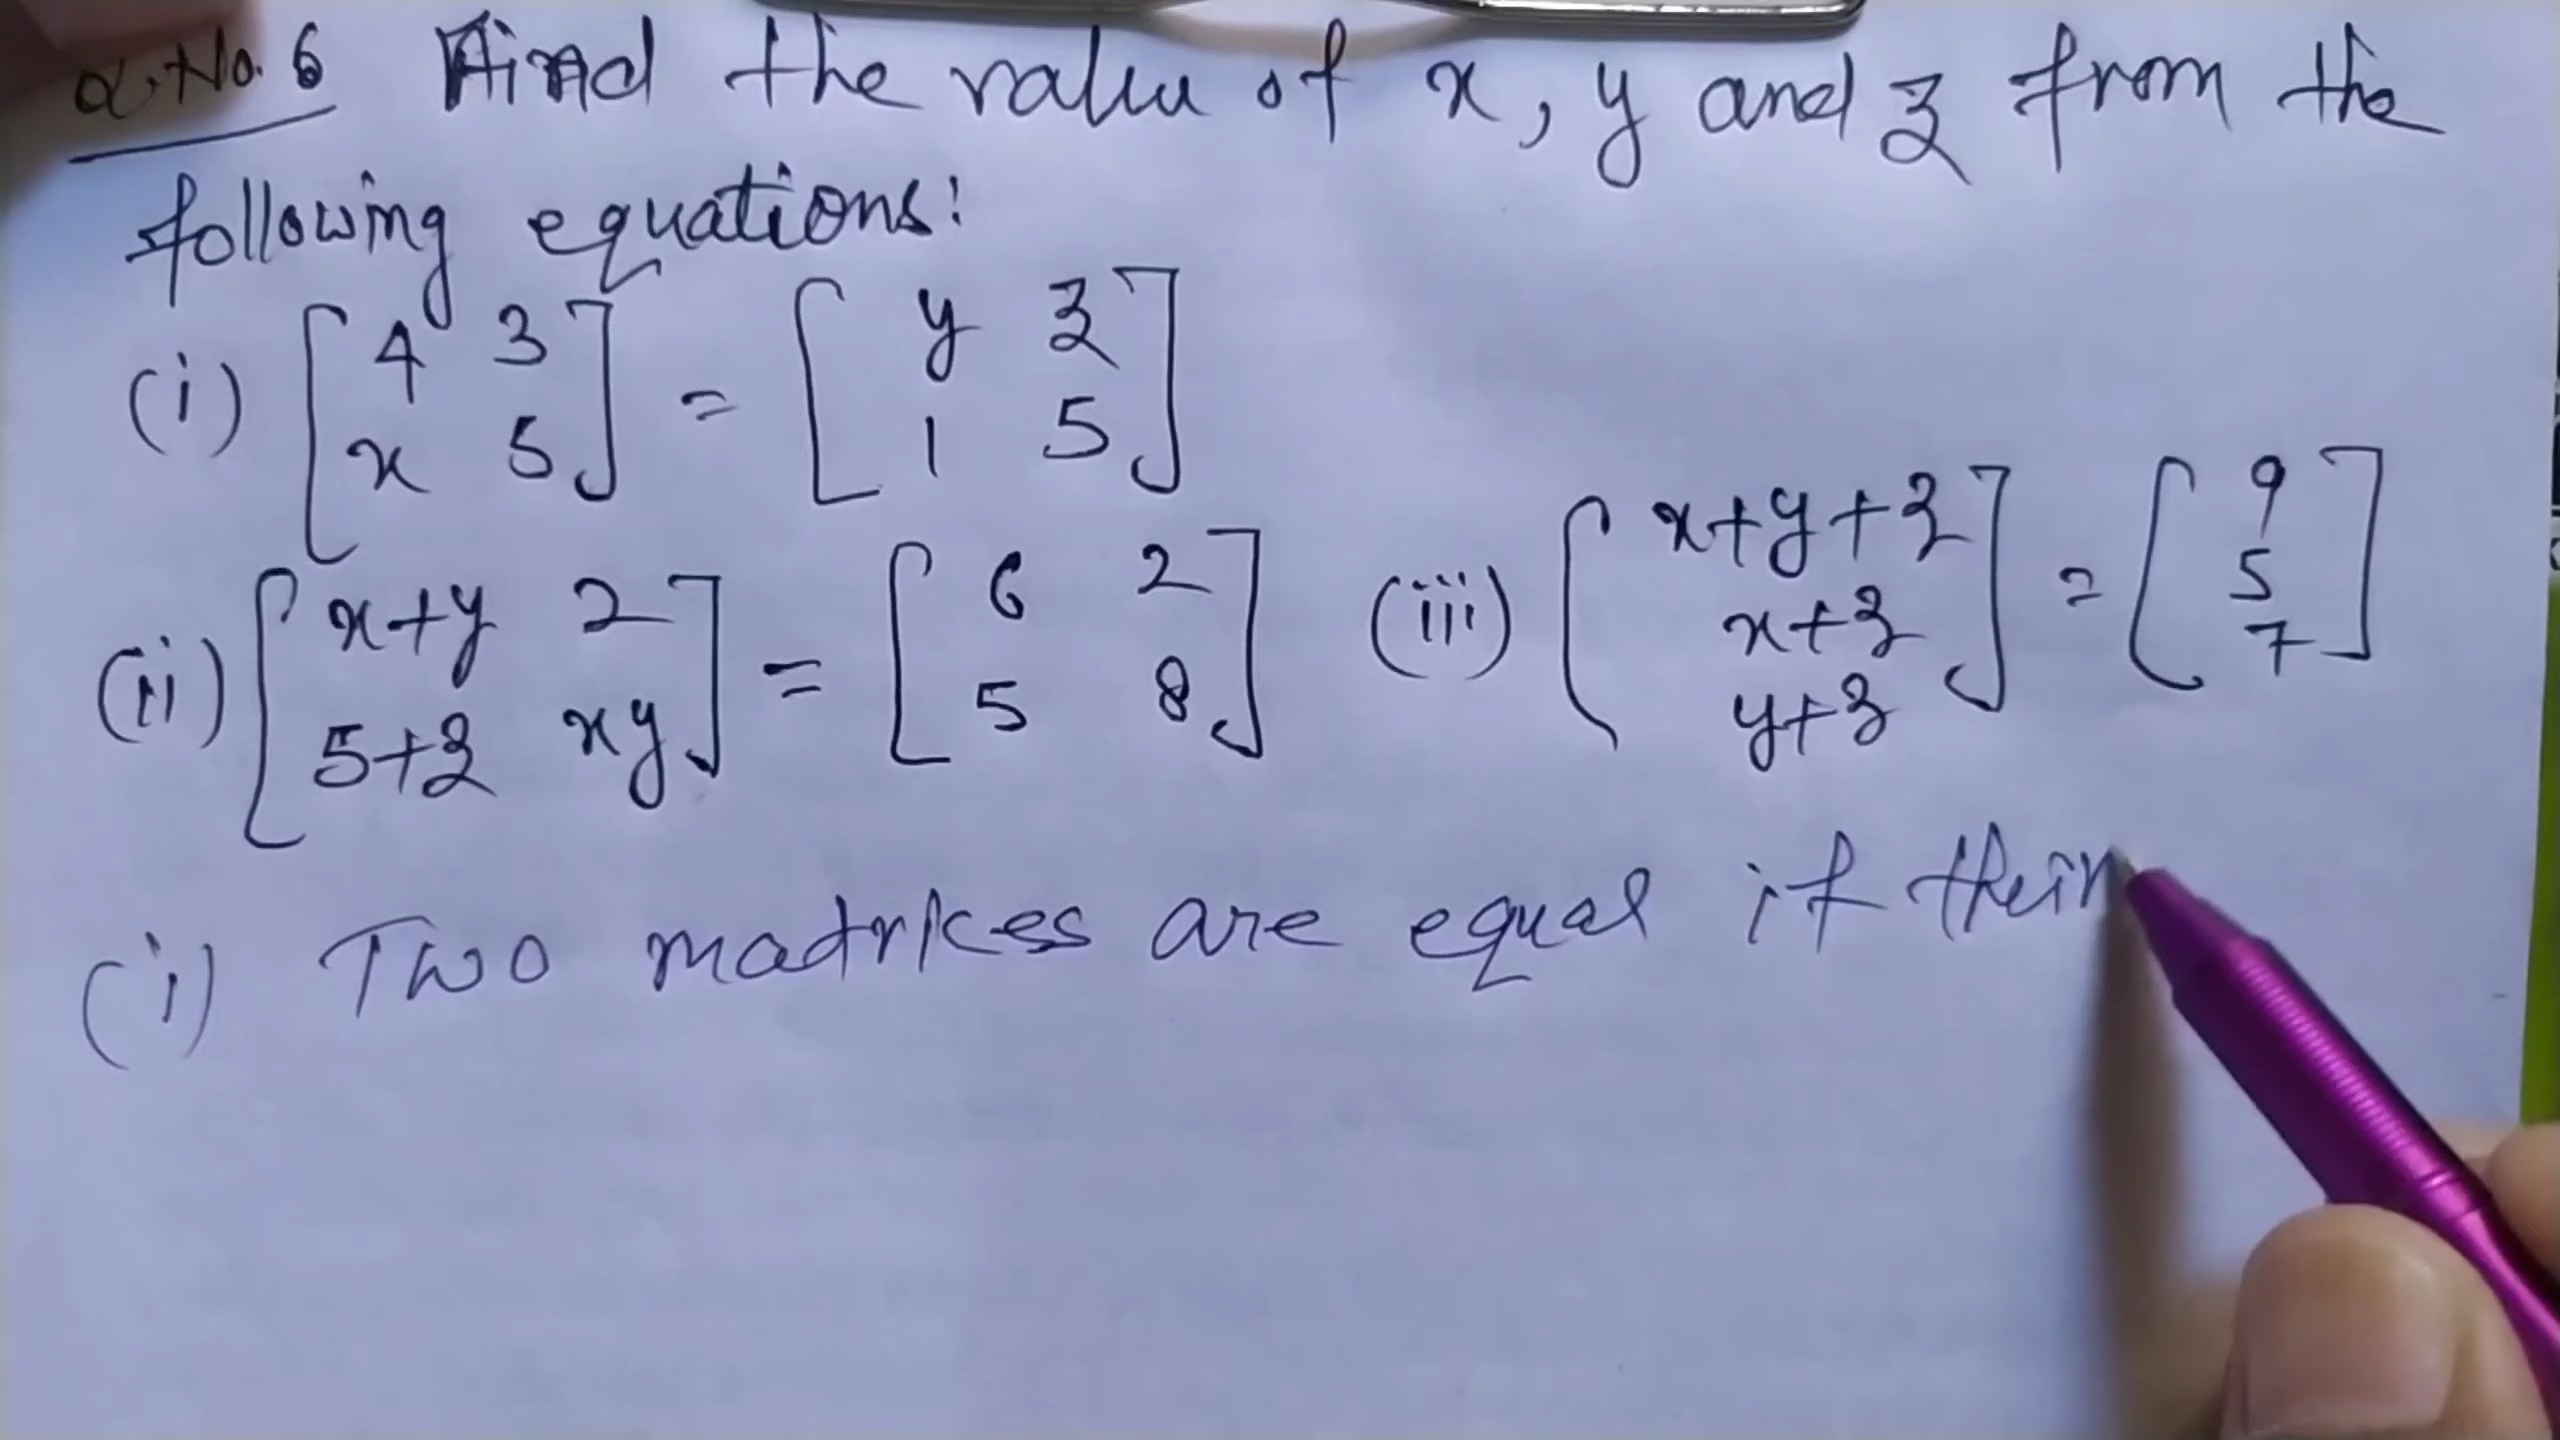 Q.No. 6 Find the value of x, y and z from the
following equations:
(i) [4 3; x 5] = [y z; 1 5]
(ii) [x+y 2; 5+z xy] = [6 2; 5 8] (iii) [x+y+z; x+z; y+z] = [9; 5; 7]
(i) Two matrices are equal if their